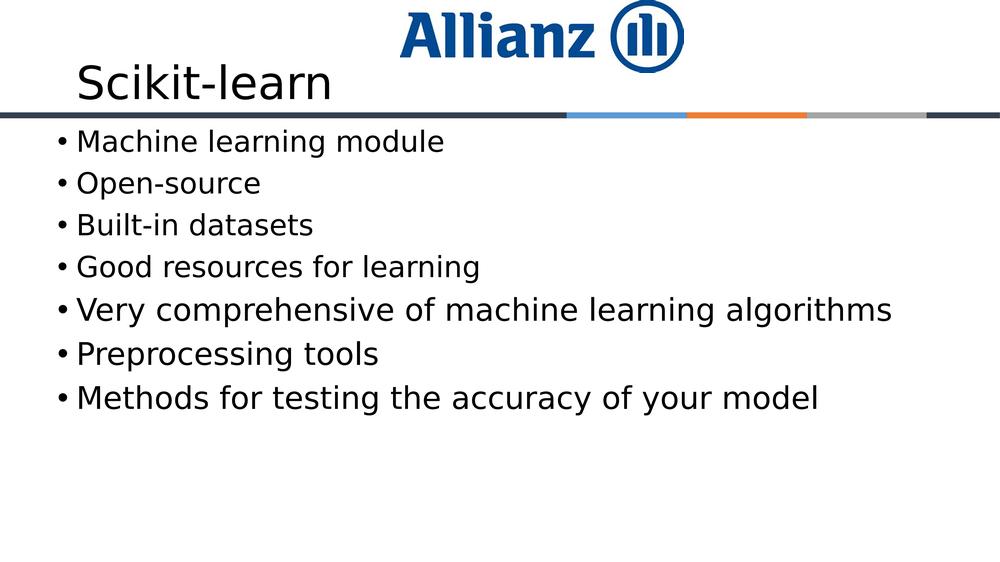 Allianz
Scikit-learn
• Machine learning module
• Open-source
• Built-in datasets
• Good resources for learning
• Very comprehensive of machine learning algorithms
• Preprocessing tools
• Methods for testing the accuracy of your model